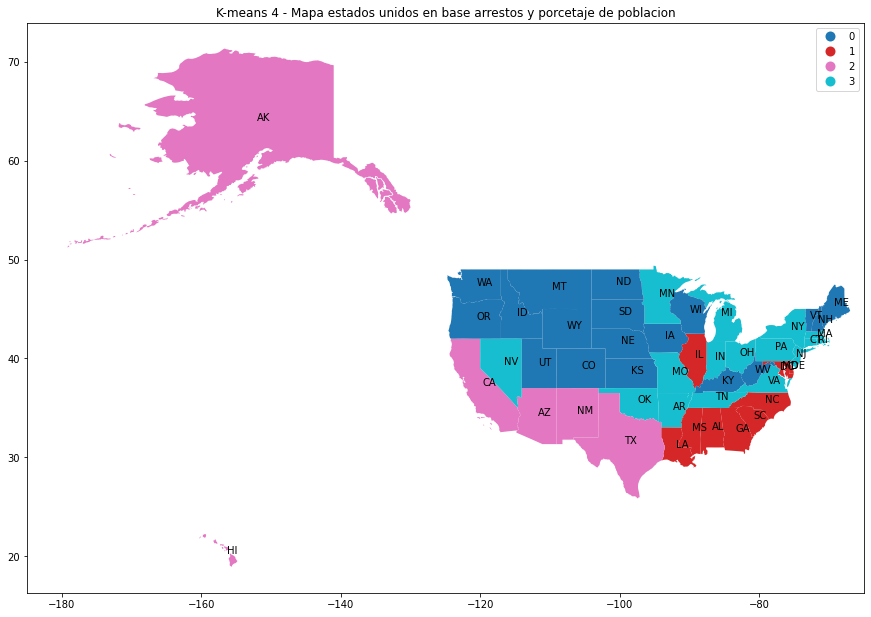 K-means 4 - Mapa estados unidos en base arrestos y porcetaje de poblacion
0
1
2
3
70
60
50
40
30
20
−180
−160
−140
−120
−100
−80
AK
HI
WA
MT
ND
MN
ME
OR
ID
WY
SD
WI
MI
VT
NH
NY
MA
CT
RI
NE
IA
PA
NJ
NV
UT
CO
KS
MO
IL
IN
OH
WV
MD
DE
CA
KY
VA
AZ
NM
OK
AR
TN
NC
TX
LA
MS
AL
GA
SC